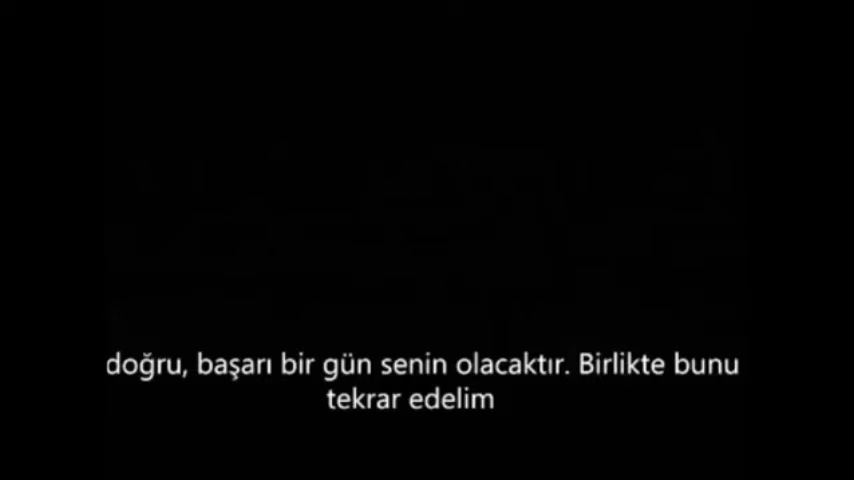 doğru, başarı bir gün senin olacaktır. Birlikte bunu
tekrar edelim